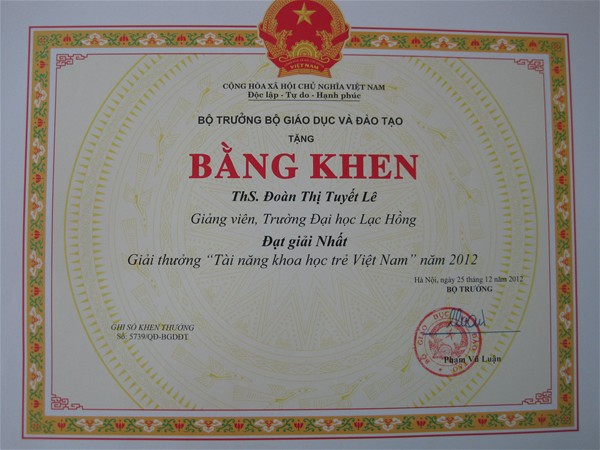 VIỆT NAM
CỘNG HÒA XÃ HỘI CHỦ NGHĨA VIỆT NAM
Độc lập - Tự do - Hạnh phúc
BỘ TRƯỞNG BỘ GIÁO DỤC VÀ ĐÀO TẠO
TẶNG
BẰNG KHEN
ThS. Đoàn Thị Tuyết Lê
Giảng viên, Trường Đại học Lạc Hồng
Đạt giải Nhất
Giải thưởng “Tài năng khoa học trẻ Việt Nam” năm 2012
Hà Nội, ngày 25 tháng 12 năm 2012
BỘ TRƯỞNG
GHI SỔ KHEN THƯỞNG
Số: 5739/QĐ-BGDĐT
Phạm Vũ Luận